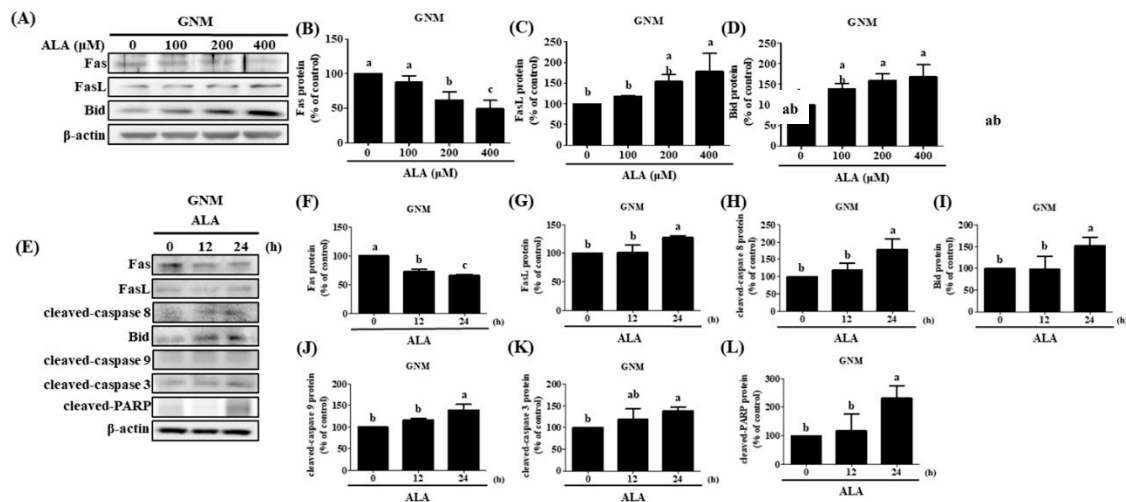 (A)
GNM
ALA (μM) 0 100 200 400
Fas
FasL
Bid
β-actin
(B)
GNM
Fas protein
(% of control)
150
100
50
0
a a b c
0 100 200 400
ALA (μM)
(C)
GNM
FasL protein
(% of control)
250
200
150
100
50
0
b b a b a
0 100 200 400
ALA (μM)
(D)
GNM
Bid protein
(% of control)
250
200
150
100
50
0
ab
a b a a
0 100 200 400
ALA (μM)
ab
(E)
GNM
ALA
0 12 24 (h)
Fas
FasL
cleaved-caspase 8
Bid
cleaved-caspase 9
cleaved-caspase 3
cleaved-PARP
β-actin
(F)
GNM
Fas protein
(% of control)
150
100
50
0
a b c
0 12 24 (h)
ALA
(G)
GNM
FasL protein
(% of control)
150
100
50
0
b b a
0 12 24 (h)
ALA
(H)
GNM
cleaved-caspase 8 protein
(% of control)
250
200
150
100
50
0
b b a
0 12 24 (h)
ALA
(I)
GNM
Bid protein
(% of control)
200
150
100
50
0
b b a
0 12 24 (h)
ALA
(J)
GNM
cleaved-caspase 9 protein
(% of control)
200
150
100
50
0
b b a
0 12 24 (h)
ALA
(K)
GNM
cleaved-caspase 3 protein
(% of control)
200
150
100
50
0
b ab a
0 12 24 (h)
ALA
(L)
GNM
cleaved-PARP protein
(% of control)
300
200
100
0
b b a
0 12 24 (h)
ALA